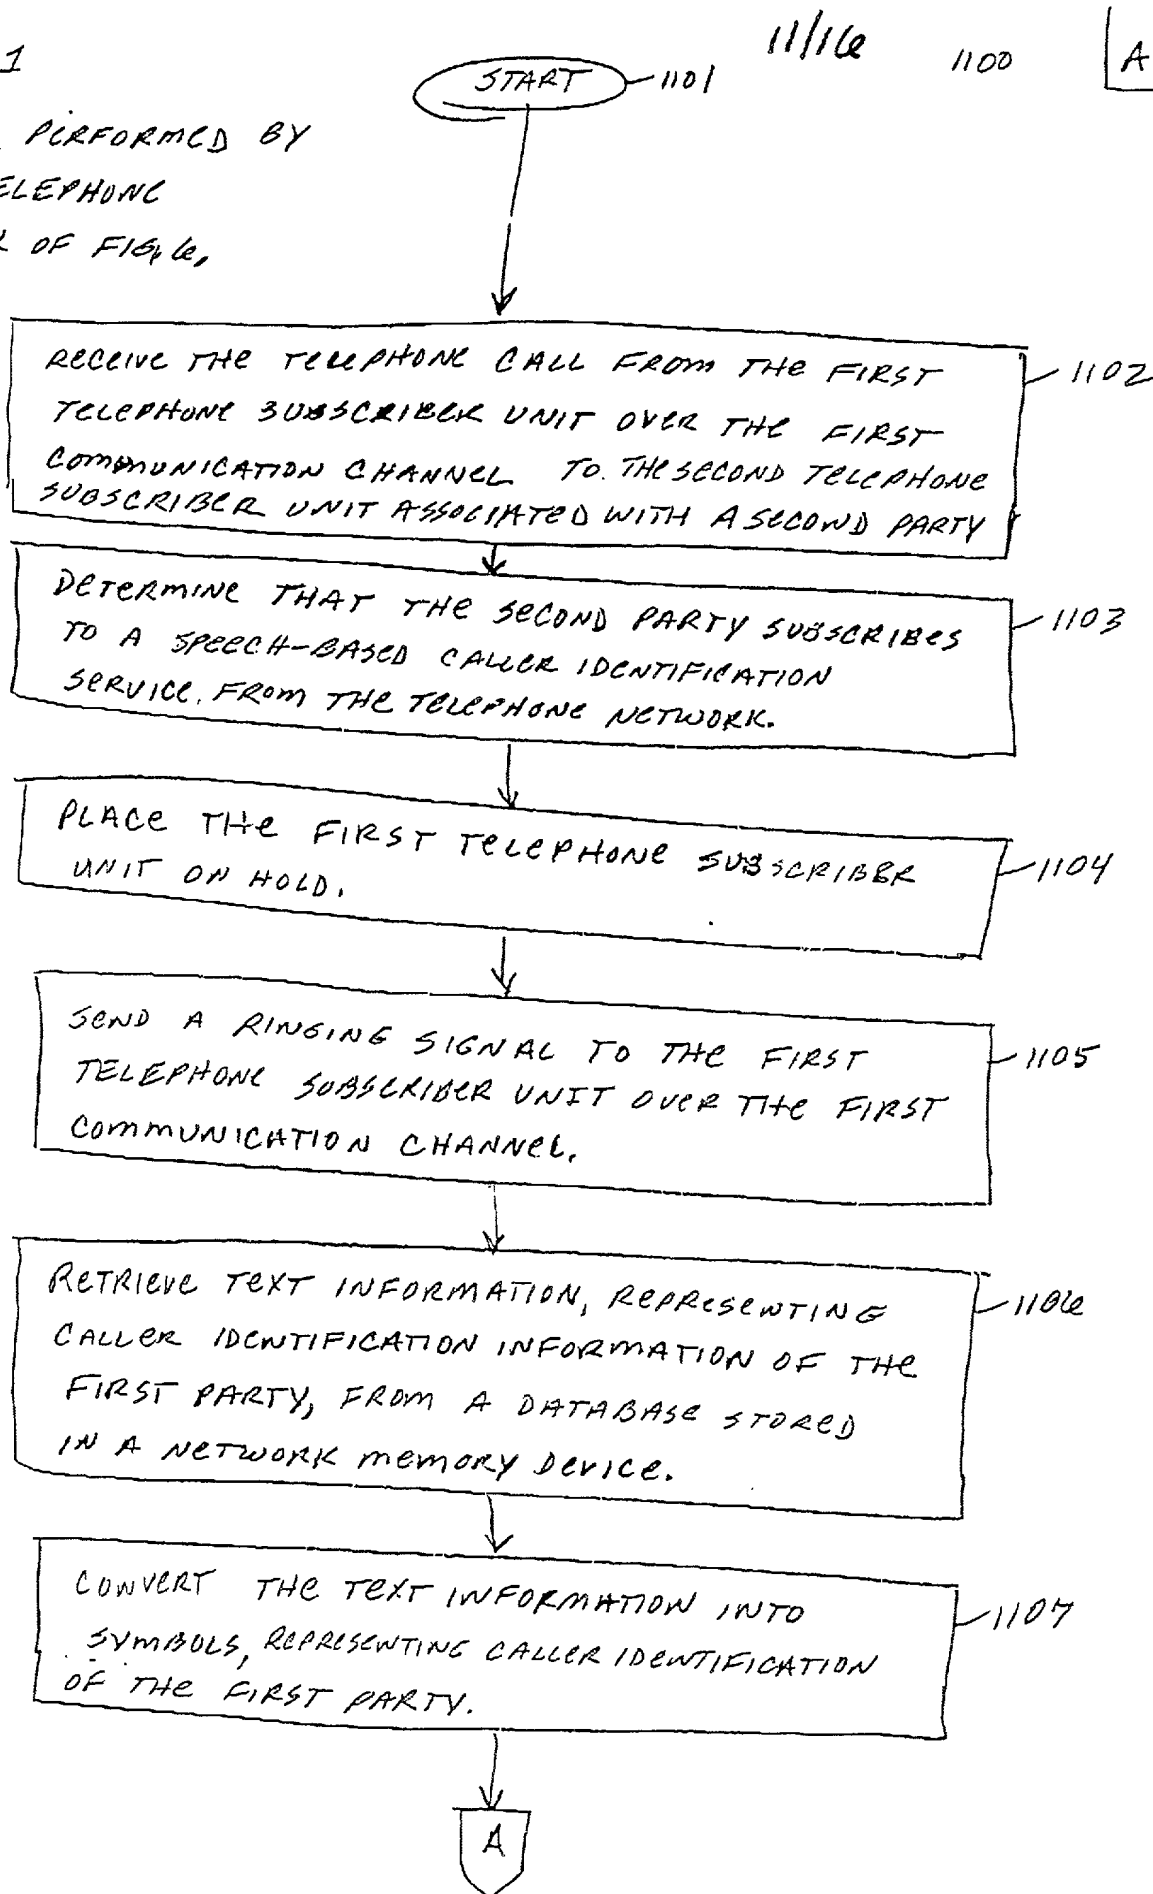 1
11/16
1100
A
START
1101
PERFORMED BY
ELEPHONE
OF FIG. 6.
RECEIVE THE TELEPHONE CALL FROM THE FIRST
1102
TELEPHONE SUBSCRIBER UNIT OVER THE FIRST
COMMUNICATION CHANNEL TO THE SECOND TELEPHONE
SUBSCRIBER UNIT ASSOCIATED WITH A SECOND PARTY
DETERMINE THAT THE SECOND PARTY SUBSCRIBES
1103
TO A SPEECH-BASED CALLER IDENTIFICATION
SERVICE FROM THE TELEPHONE NETWORK.
PLACE THE FIRST TELEPHONE SUBSCRIBER
1104
UNIT ON HOLD.
SEND A RINGING SIGNAL TO THE FIRST
1105
TELEPHONE SUBSCRIBER UNIT OVER THE FIRST
COMMUNICATION CHANNEL.
RETRIEVE TEXT INFORMATION, REPRESENTING
1106
CALLER IDENTIFICATION INFORMATION OF THE
FIRST PARTY, FROM A DATABASE STORED
IN A NETWORK MEMORY DEVICE.
CONVERT THE TEXT INFORMATION INTO
1107
SYMBOLS, REPRESENTING CALLER IDENTIFICATION
OF THE FIRST PARTY.
A